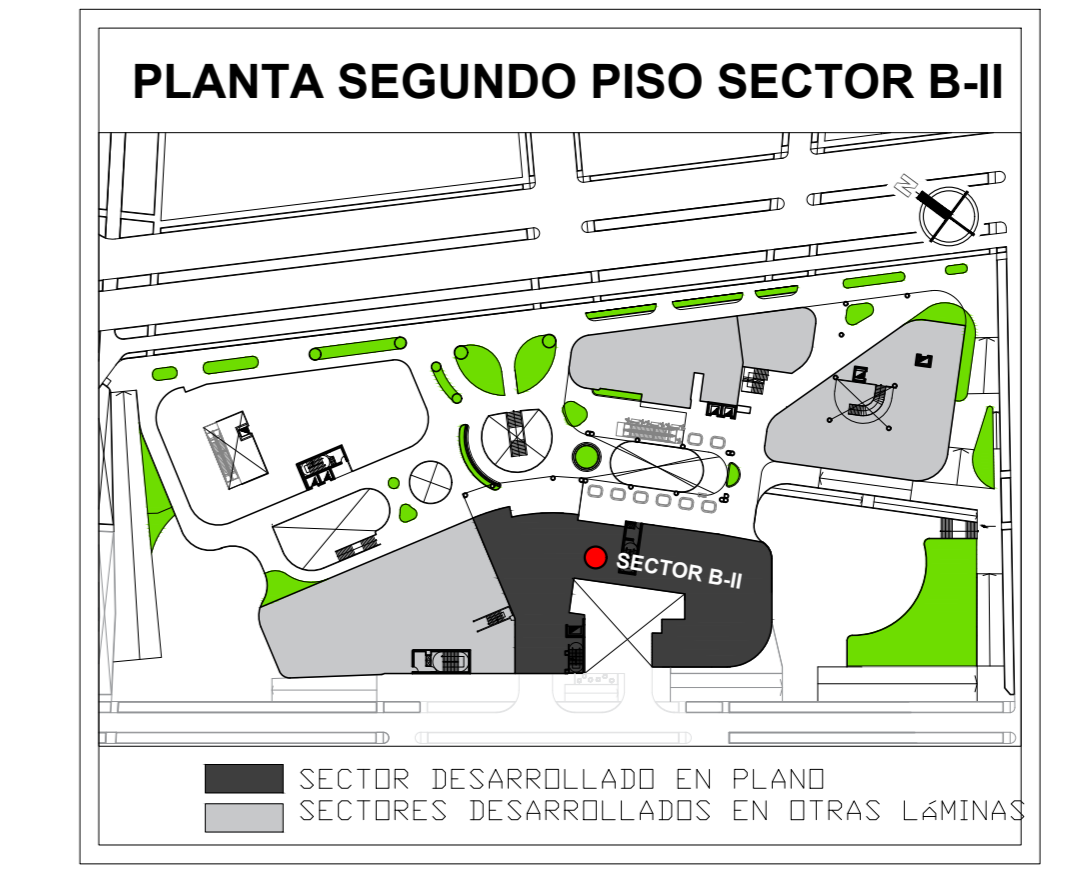 PLANTA SEGUNDO PISO SECTOR B-II
N
SECTOR B-II
SECTOR DESARROLLADO EN PLANO
SECTORES DESARROLLADOS EN OTRAS LáMINAS